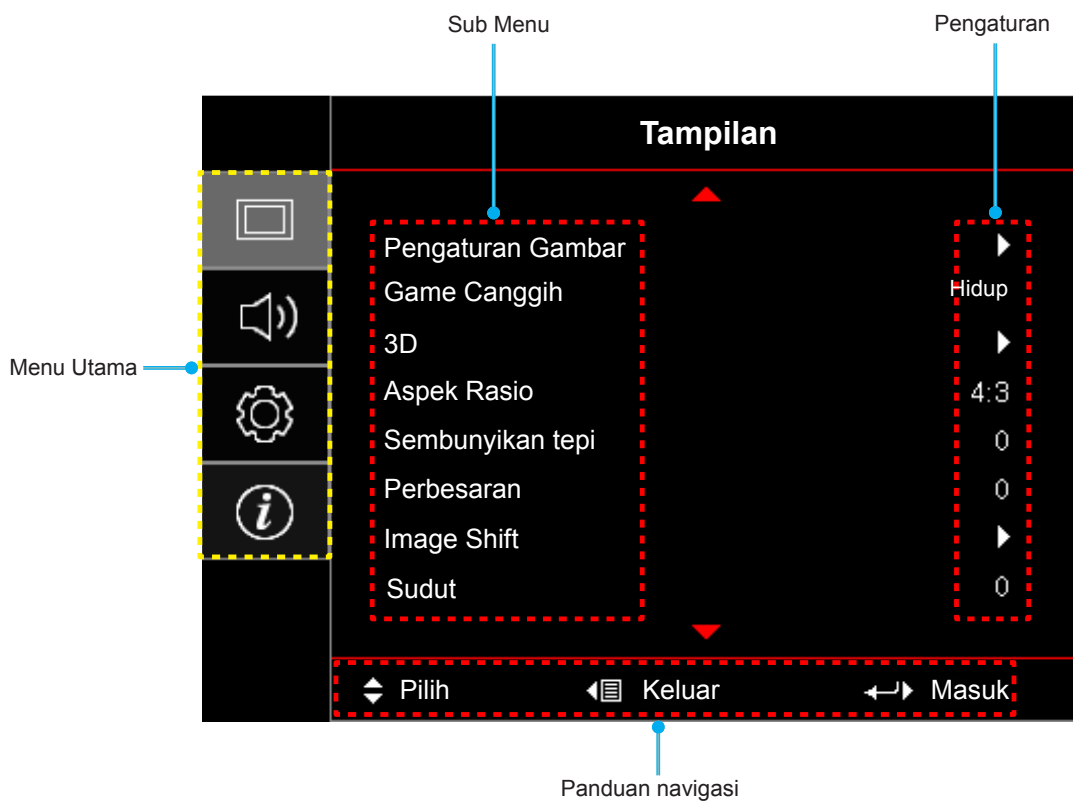 Sub Menu
Pengaturan
Tampilan
Pengaturan Gambar
Game Canggih Hidup
3D
Menu Utama
Aspek Rasio 4:3
Sembunyikan tepi 0
Perbesaran 0
Image Shift
Sudut 0
Pilih Keluar Masuk
Panduan navigasi